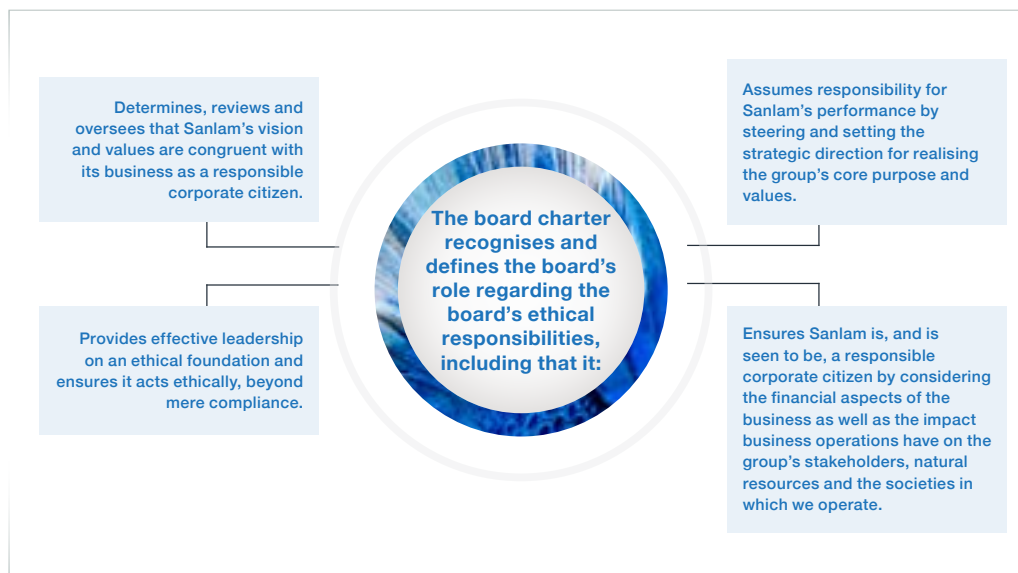 The board charter
recognises and
defines the board's
role regarding the
board's ethical
responsibilities,
including that it:
Determines, reviews and
oversees that Sanlam's vision
and values are congruent with
its business as a responsible
corporate citizen.
Provides effective leadership
on an ethical foundation and
ensures it acts ethically, beyond
mere compliance.
Assumes responsibility for
Sanlam's performance by
steering and setting the
strategic direction for realising
the group's core purpose and
values.
Ensures Sanlam is, and is
seen to be, a responsible
corporate citizen by considering
the financial aspects of the
business as well as the impact
business operations have on the
group's stakeholders, natural
resources and the societies in
which we operate.